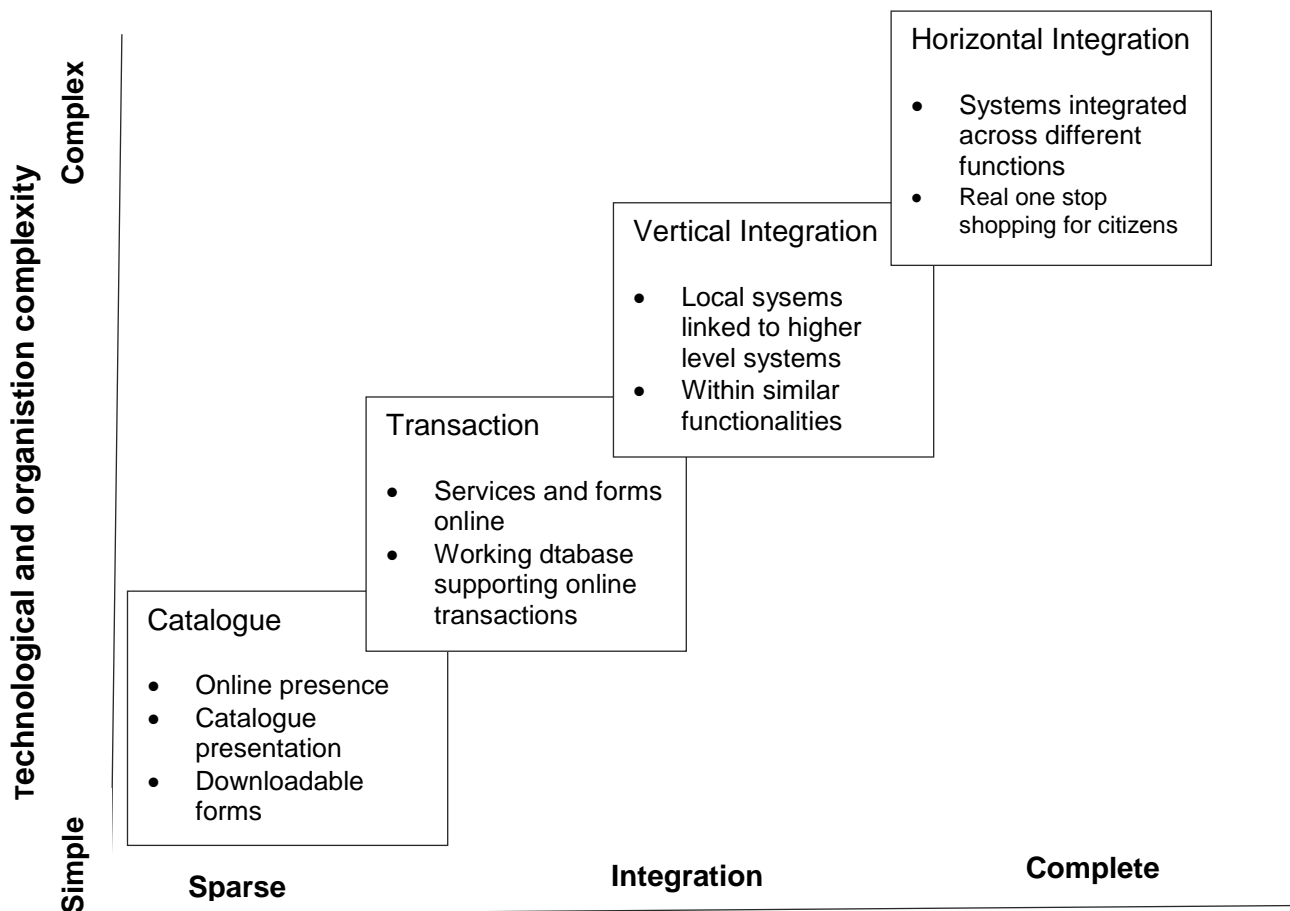 Technological and organistion complexity
Complex
Simple
Horizontal Integration
• Systems integrated
across different
functions
• Real one stop
shopping for citizens
Vertical Integration
• Local sysems
linked to higher
level systems
• Within similar
functionalities
Transaction
• Services and forms
online
• Working dtabase
supporting online
transactions
Catalogue
• Online presence
• Catalogue
presentation
• Downloadable
forms
Sparse
Integration
Complete